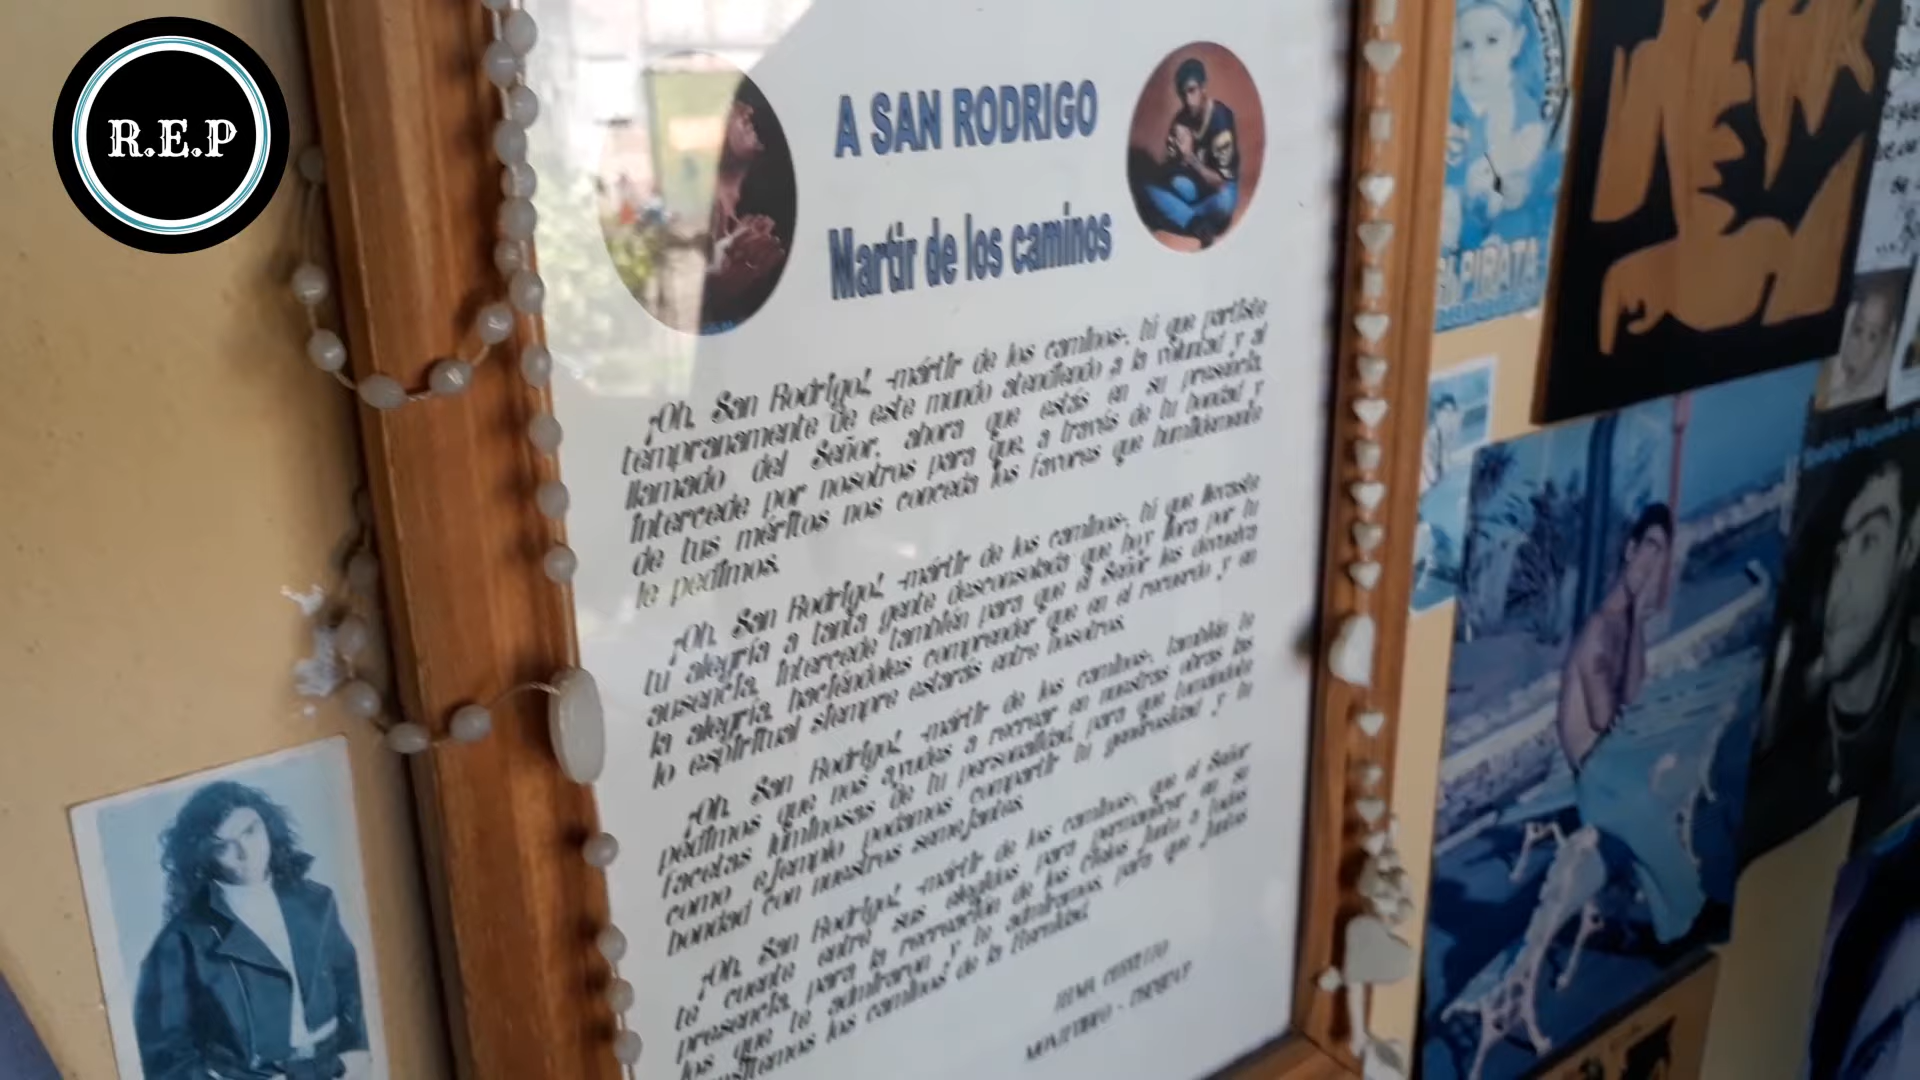 R.E.P
A SAN RODRIGO
Martir de los caminos
¡Oh, San Rodrigo!, -mártir de los caminos-, tú que partiste
tempranamente de este mundo atendiendo a la voluntad y al
llamado del Señor, ahora que estás en su presencia,
intercede por nosotros para que, a través de tu bondad y
de tus méritos nos conceda los favores que humildemente
le pedimos.
¡Oh, San Rodrigo!, -mártir de los caminos-, tú que llevaste
tu alegría a tanta gente desconsolada que hoy llora por tu
ausencia, intercede también para que el Señor les devuelva
la alegría, haciéndoles comprender que en el recuerdo y en
lo espiritual siempre estarás entre nosotros.
¡Oh, San Rodrigo!, -mártir de los caminos-, también te
pedimos que nos ayudes a recrear en nuestras obras las
facetas luminosas de tu personalidad, para que tomándote
como ejemplo podamos compartir tu generosidad y tu
bondad con nuestros semejantes.
¡Oh, San Rodrigo!, -mártir de los caminos-, que el Señor
te cuente entre sus elegidos para permanecer en su
presencia, para la recreación de los cielos junto a todos
los que te admiraron y te admiramos, para que juntos
transitemos los caminos de la Eternidad.
PIRATA